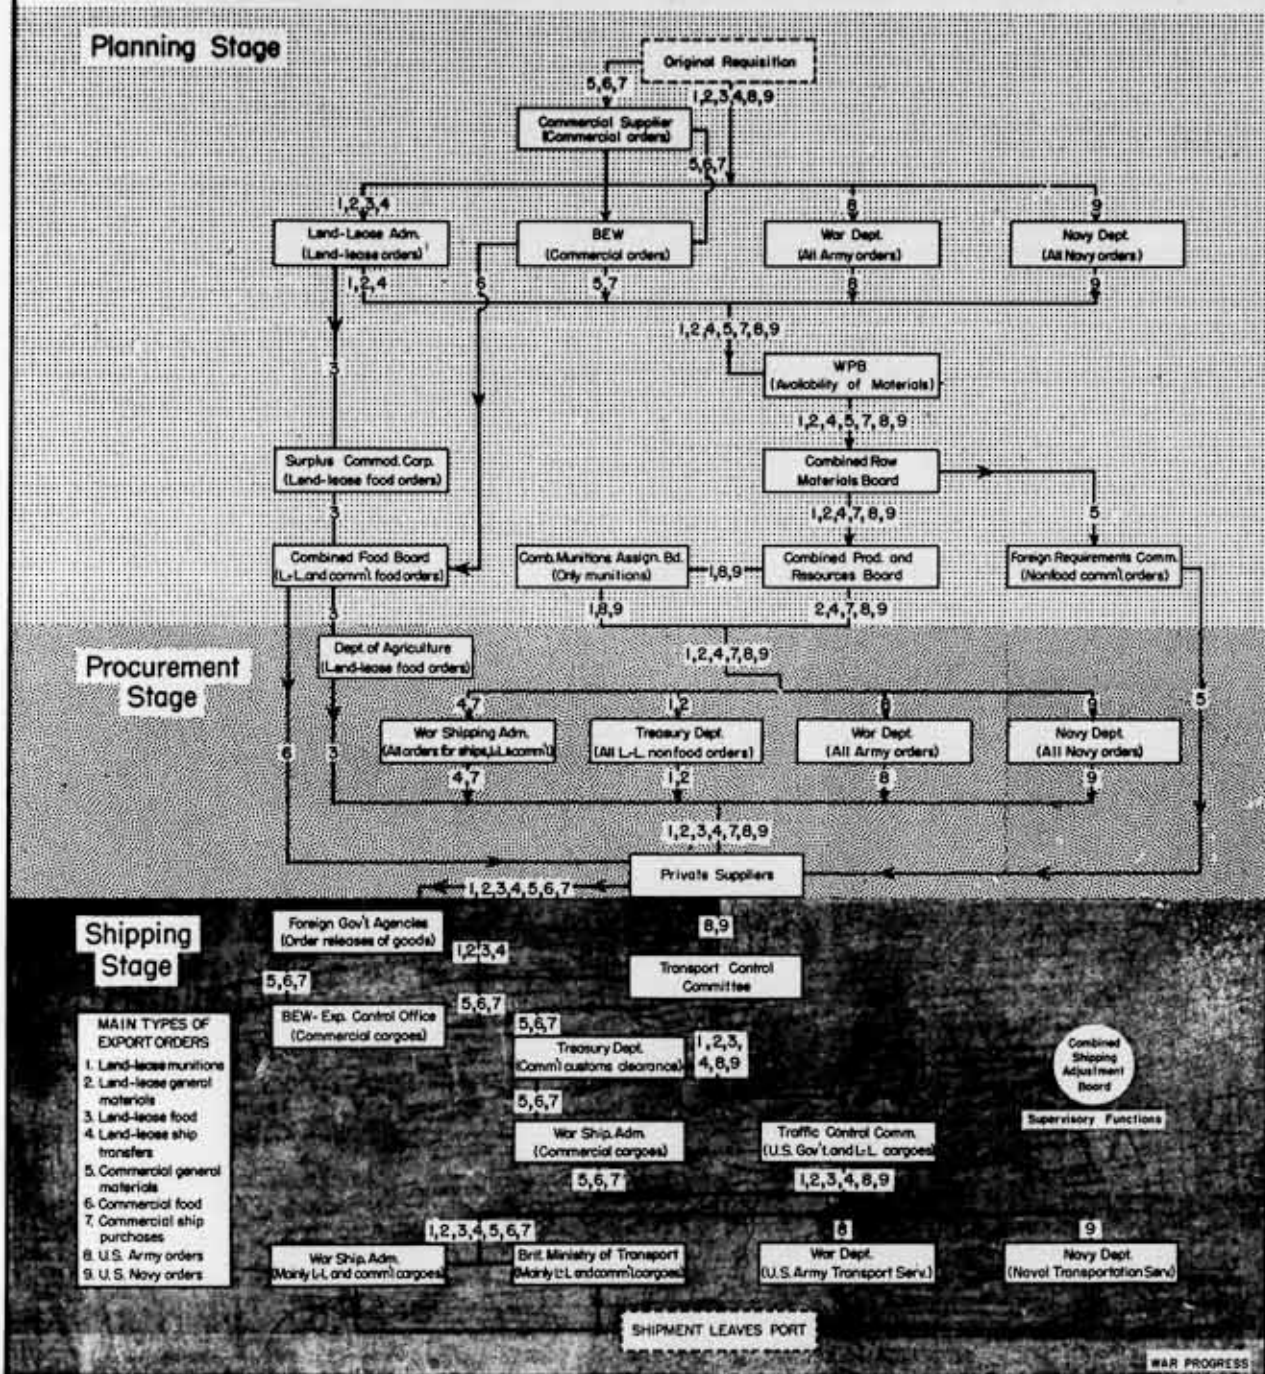 Planning Stage
Original Requisition
5,6,7
1,2,3,4,8,9
Commercial Supplier
(Commercial orders)
5,6,7
1,2,3,4
8
9
Lend-Lease Adm.
(Lend-lease orders)
BEW
(Commercial orders)
War Dept.
(All Army orders)
Navy Dept.
(All Navy orders)
1,2,4
6
5,7
8
9
1,2,4,5,7,8,9
3
WPB
(Availability of Materials)
1,2,4,5,7,8,9
Surplus Commod. Corp.
(Lend-lease food orders)
Combined Raw
Materials Board
3
1,2,4,7,8,9
5
Combined Food Board
(L-L. and comm'l. food orders)
Comb. Munitions Assign. Bd.
(Only munitions)
1,8,9
Combined Prod. and
Resources Board
Foreign Requirements Comm.
(Nonfood comm'l. orders)
3
1,8,9
2,4,7,8,9
Procurement
Stage
Dept. of Agriculture
(Lend-lease food orders)
1,2,4,7,8,9
5
4,7
1,2
8
9
War Shipping Adm.
(All orders for ships, L-L & comm'l)
Treasury Dept.
(All L-L. nonfood orders)
War Dept.
(All Army orders)
Navy Dept.
(All Navy orders)
6
3
4,7
1,2
8
9
1,2,3,4,7,8,9
Private Suppliers
1,2,3,4,5,6,7
Shipping
Stage
Foreign Gov't. Agencies
(Order releases of goods)
8,9
1,2,3,4
Transport Control
Committee
5,6,7
BEW- Exp. Control Office
(Commercial cargoes)
5,6,7
5,6,7
Treasury Dept.
(Comm'l customs clearance)
1,2,3,
4,8,9
Combined
Shipping
Adjustment
Board
Supervisory Functions
5,6,7
War Ship. Adm.
(Commercial cargoes)
Traffic Control Comm.
(U.S. Gov't. and L-L. cargoes)
5,6,7
1,2,3,4,8,9
1,2,3,4,5,6,7
8
9
War Ship. Adm.
(Mainly L-L and comm'l cargoes)
Brit. Ministry of Transport
(Mainly L-L and comm'l cargoes)
War Dept.
(U.S. Army Transport Serv.)
Navy Dept.
(Naval Transportation Serv.)
SHIPMENT LEAVES PORT
MAIN TYPES OF
EXPORT ORDERS
1. Lend-lease munitions
2. Lend-lease general
materials
3. Lend-lease food
4. Lend-lease ship
transfers
5. Commercial general
materials
6. Commercial food
7. Commercial ship
purchases
8. U.S. Army orders
9. U.S. Navy orders
WAR PROGRESS